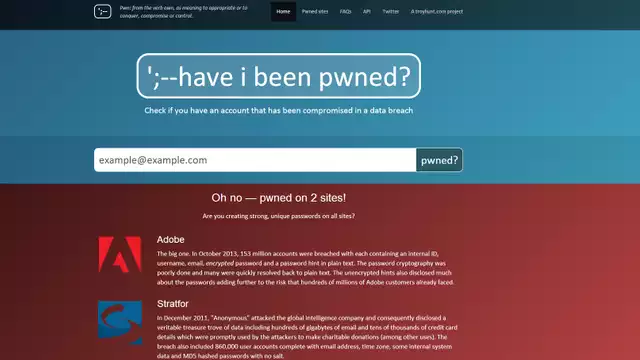 ';--
Pwn: from the verb own, as meaning to appropriate or to
conquer, compromise or control.
Home Pwned sites FAQs API Twitter A troyhunt.com project
';--have i been pwned?
Check if you have an account that has been compromised in a data breach
example@example.com pwned?
Oh no — pwned on 2 sites!
Are you creating strong, unique passwords on all sites?
Adobe
The big one. In October 2013, 153 million accounts were breached with each containing an internal ID,
username, email, encrypted password and a password hint in plain text. The password cryptography was
poorly done and many were quickly resolved back to plain text. The unencrypted hints also disclosed much
about the passwords adding further to the risk that hundreds of millions of Adobe customers already faced.
Stratfor
In December 2011, "Anonymous" attacked the global intelligence company and consequently disclosed a
veritable treasure trove of data including hundreds of gigabytes of email and tens of thousands of credit card
details which were promptly used by the attackers to make charitable donations (among other uses). The
breach also included 860,000 user accounts complete with email address, time zone, some internal system
data and MD5 hashed passwords with no salt.